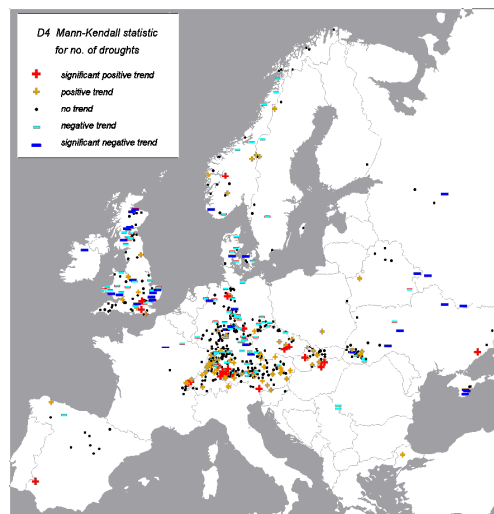 D4 Mann-Kendall statistic
for no. of droughts
significant positive trend
positive trend
no trend
negative trend
significant negative trend